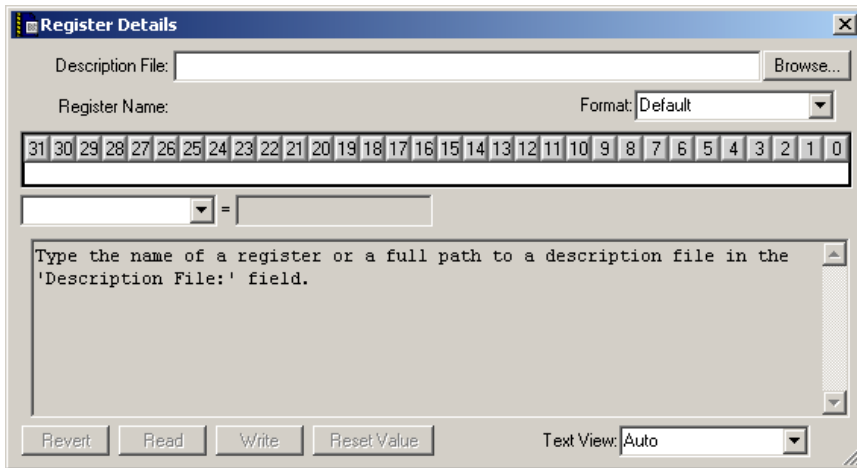 Register Details
Description File: Browse...
Register Name: Format: Default
31 30 29 28 27 26 25 24 23 22 21 20 19 18 17 16 15 14 13 12 11 10 9 8 7 6 5 4 3 2 1 0
=
Type the name of a register or a full path to a description file in the
'Description File:' field.
Revert Read Write Reset Value Text View: Auto